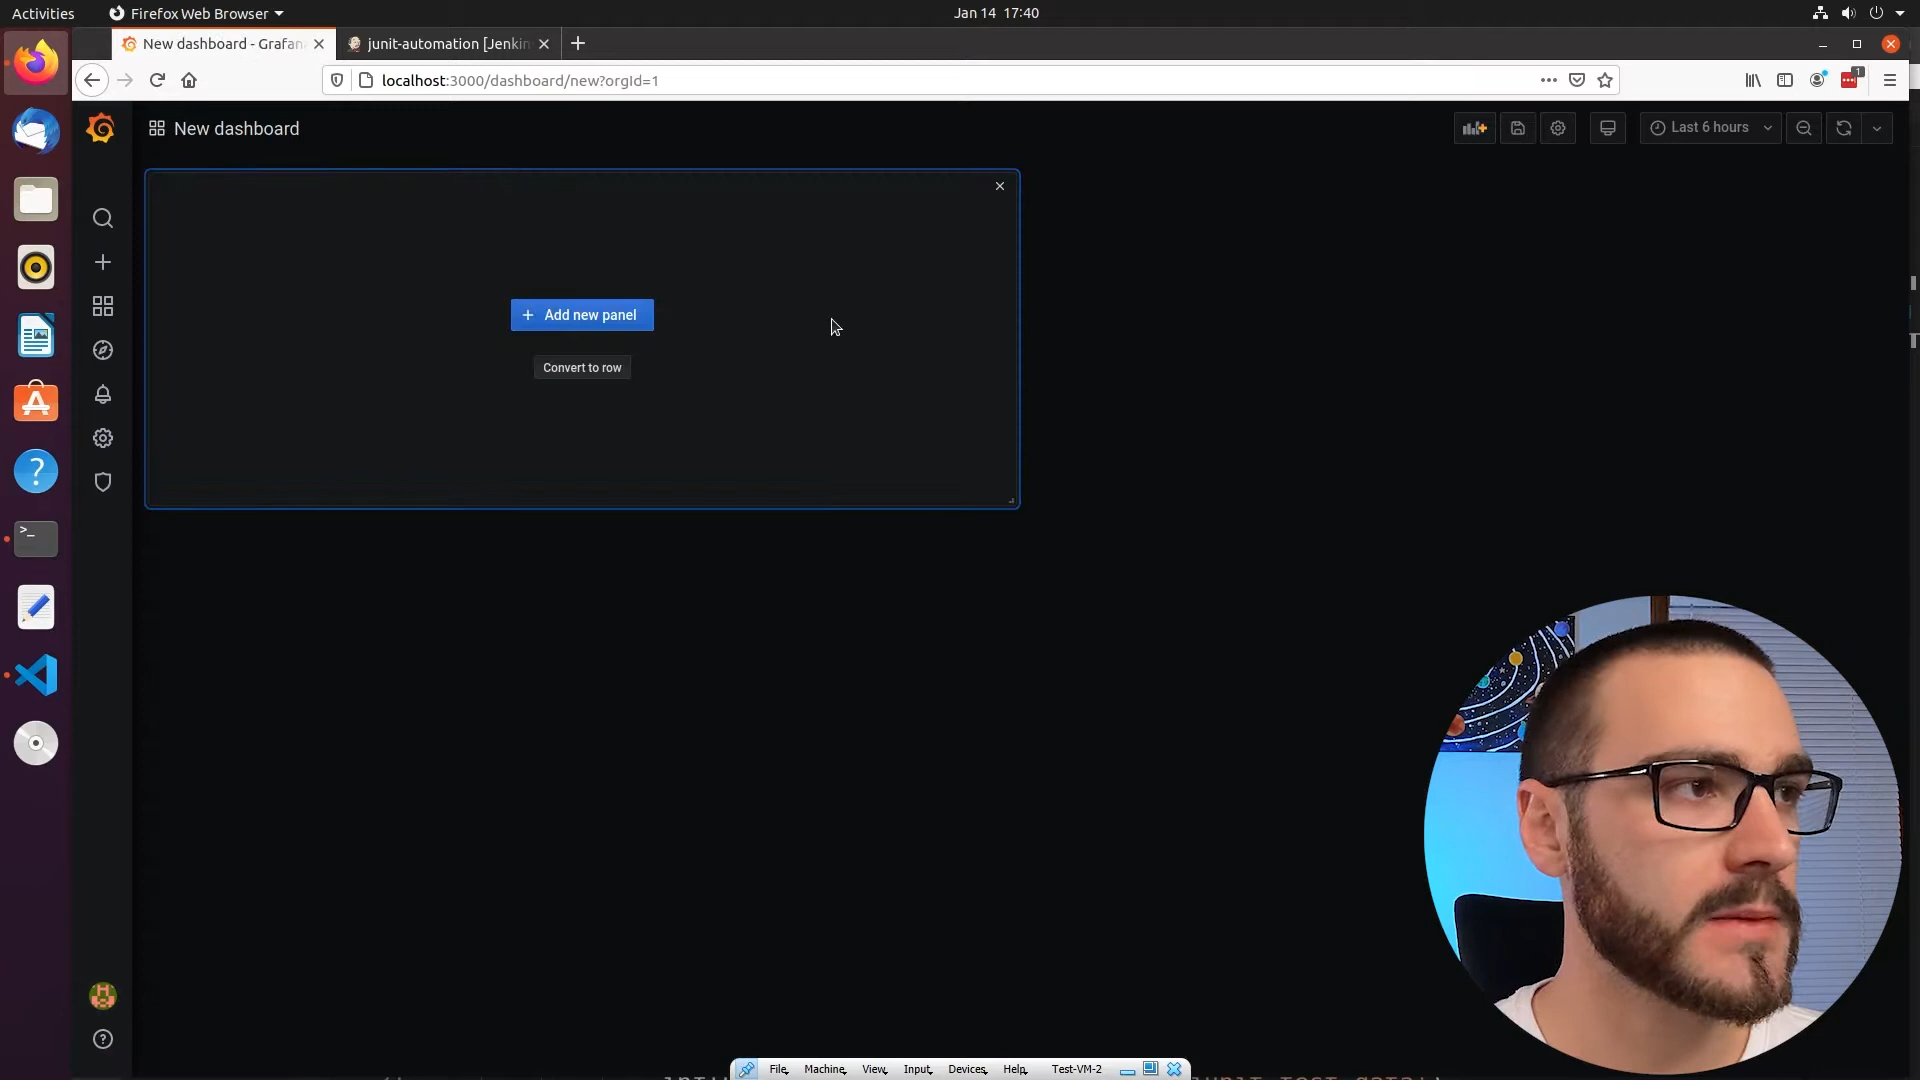 Activities
Firefox Web Browser
Jan 14 17:40
New dashboard - Grafan
junit-automation [Jenkin
localhost:3000/dashboard/new?orgId=1
1
New dashboard
Last 6 hours
Add new panel
Convert to row
File
Machine
View
Input
Devices
Help
Test-VM-2